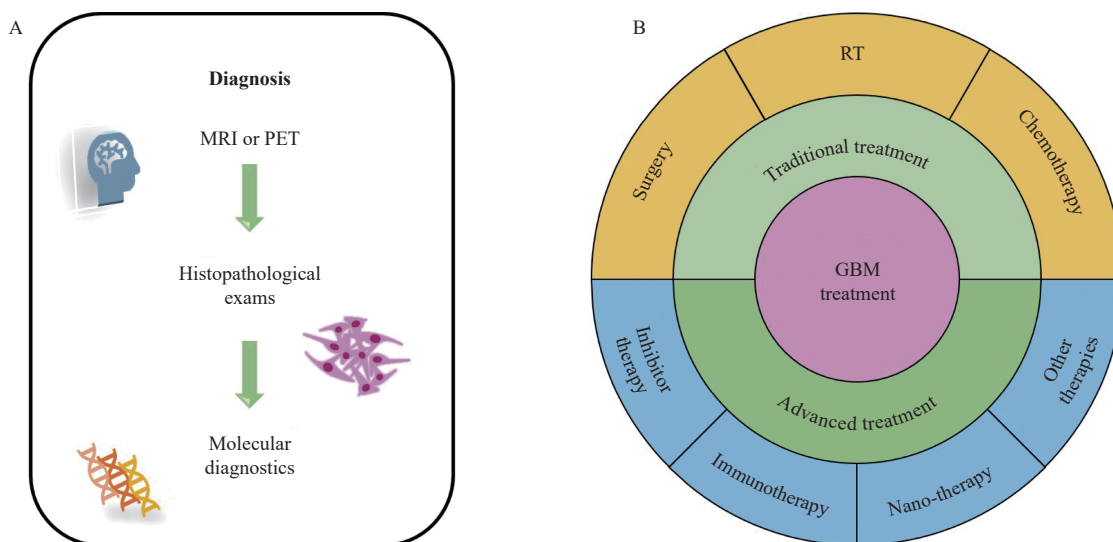 A
Diagnosis
MRI or PET
Histopathological
exams
Molecular
diagnostics
B
RT
Surgery
Chemotherapy
Traditional treatment
GBM
treatment
Advanced treatment
Inhibitor
therapy
Immunotherapy
Nano-therapy
Other
therapies